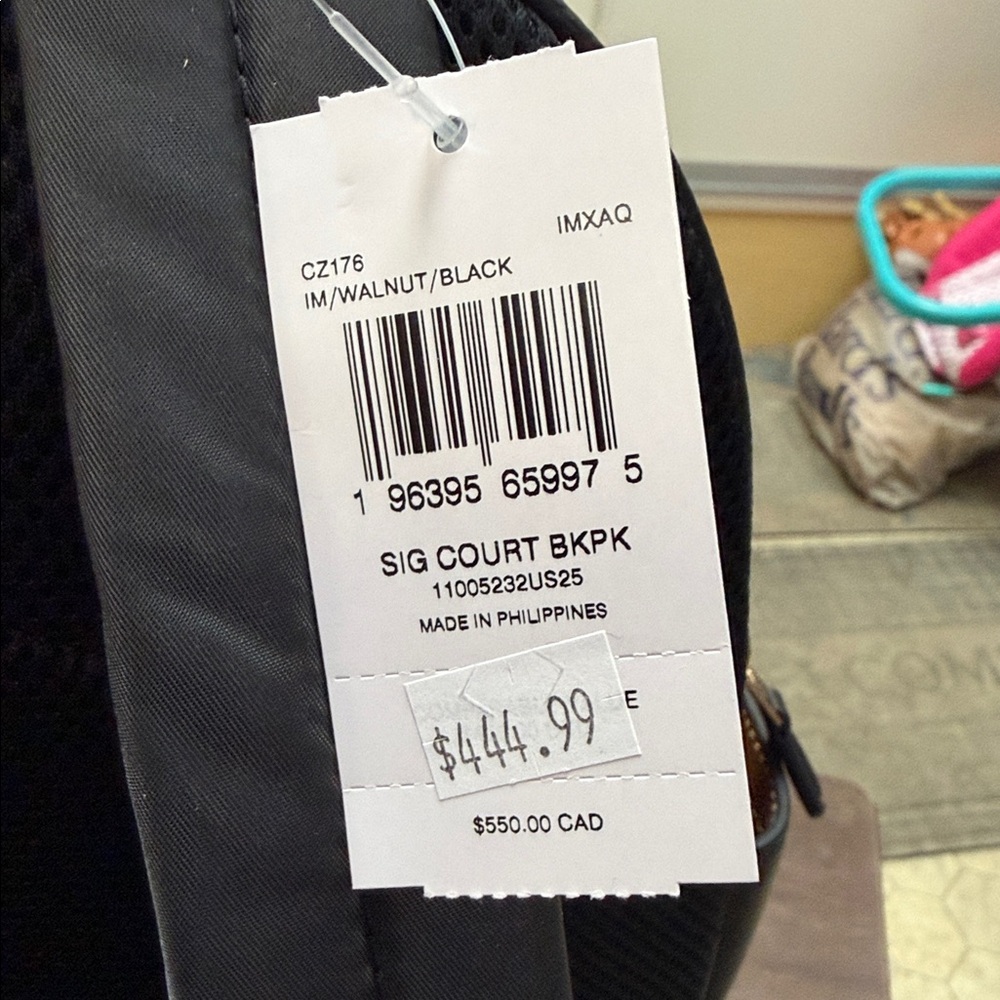 IMXAQ
CZ176
IM/WALNUT/BLACK
1 96395 65997 5
SIG COURT BKPK
11005232US25
MADE IN PHILIPPINES
E
$444.99
$550.00 CAD
COM